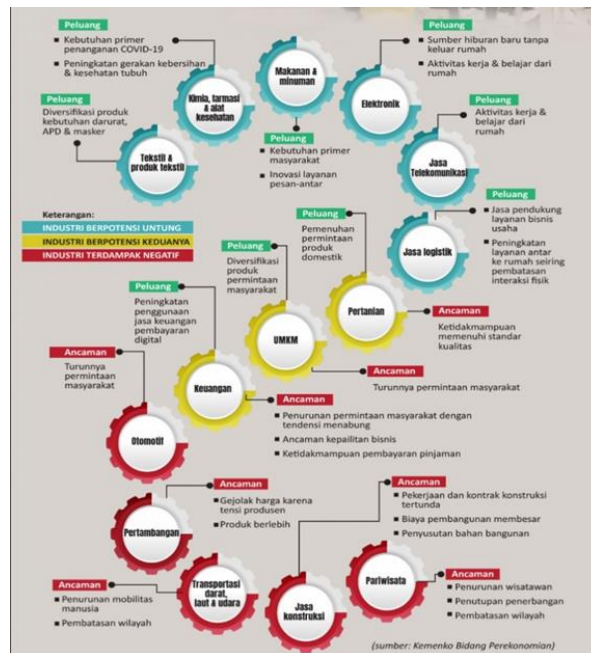 Peluang
Kebutuhan primer
penanganan COVID-19
Peningkatan gerakan kebersihan
& kesehatan tubuh
Kimia, farmasi
& alat
kesehatan
Makanan &
minuman
Peluang
Kebutuhan primer
masyarakat
Inovasi layanan
pesan-antar
Peluang
Sumber hiburan baru tanpa
keluar rumah
Aktivitas kerja & belajar dari
rumah
Elektronik
Peluang
Diversifikasi produk
kebutuhan darurat,
APD & masker
Tekstil &
produk tekstil
Peluang
Aktivitas kerja &
belajar dari
rumah
Jasa
Telekomunikasi
Keterangan:
INDUSTRI BERPOTENSI UNTUNG
INDUSTRI BERPOTENSI KEDUANYA
INDUSTRI TERDAMPAK NEGATIF
Peluang
Jasa pendukung
layanan bisnis
usaha
Peningkatan
layanan antar
ke rumah seiring
pembatasan
interaksi fisik
Jasa logistik
Peluang
Pemenuhan
permintaan
produk
domestik
Pertanian
Ancaman
Ketidakmampuan
memenuhi standar
kualitas
Peluang
Diversifikasi
produk
permintaan
masyarakat
UMKM
Ancaman
Turunnya permintaan masyarakat
Peluang
Peningkatan
penggunaan
jasa keuangan
pembayaran
digital
Keuangan
Ancaman
Penurunan permintaan masyarakat dengan
tendensi menabung
Ancaman kepailitan bisnis
Ketidakmampuan pembayaran pinjaman
Ancaman
Turunnya permintaan
masyarakat
Otomotif
Ancaman
Gejolak harga karena
tensi produsen
Produk berlebih
Pertambangan
Ancaman
Pekerjaan dan kontrak konstruksi
tertunda
Biaya pembangunan membesar
Penyusutan bahan bangunan
Jasa
konstruksi
Ancaman
Penurunan mobilitas
manusia
Pembatasan wilayah
Transportasi
darat,
laut & udara
Pariwisata
Ancaman
Penurunan wisatawan
Penutupan penerbangan
Pembatasan wilayah
(sumber: Kemenko Bidang Perekonomian)